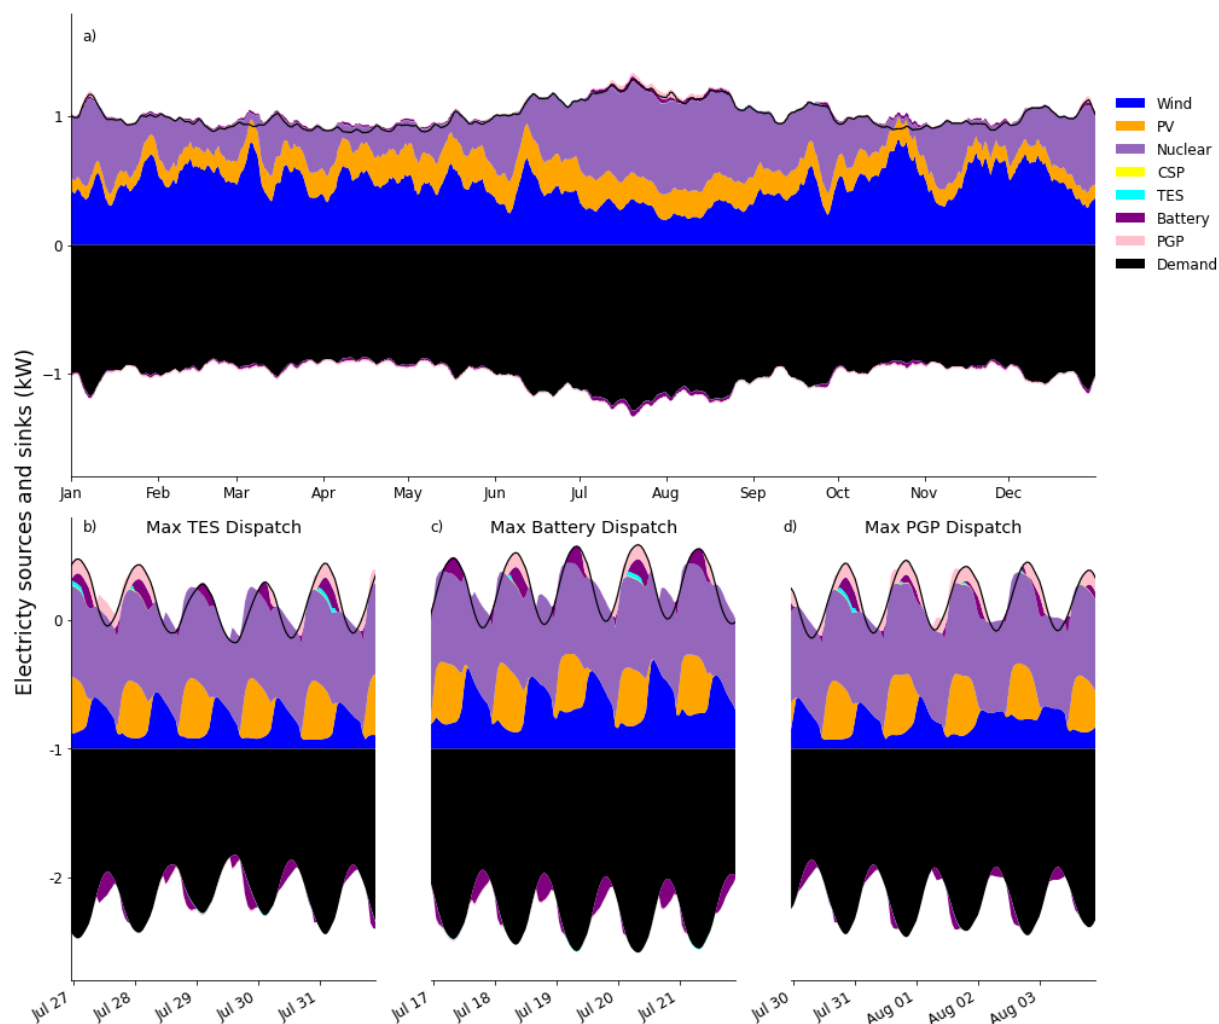 a)
1
0
−1
Jan Feb Mar Apr May Jun Jul Aug Sep Oct Nov Dec
Wind
PV
Nuclear
CSP
TES
Battery
PGP
Demand
Electricty sources and sinks (kW)
b) Max TES Dispatch
c) Max Battery Dispatch
d) Max PGP Dispatch
0
-1
-2
Jul 27 Jul 28 Jul 29 Jul 30 Jul 31
Jul 17 Jul 18 Jul 19 Jul 20 Jul 21
Jul 30 Jul 31 Aug 01 Aug 02 Aug 03